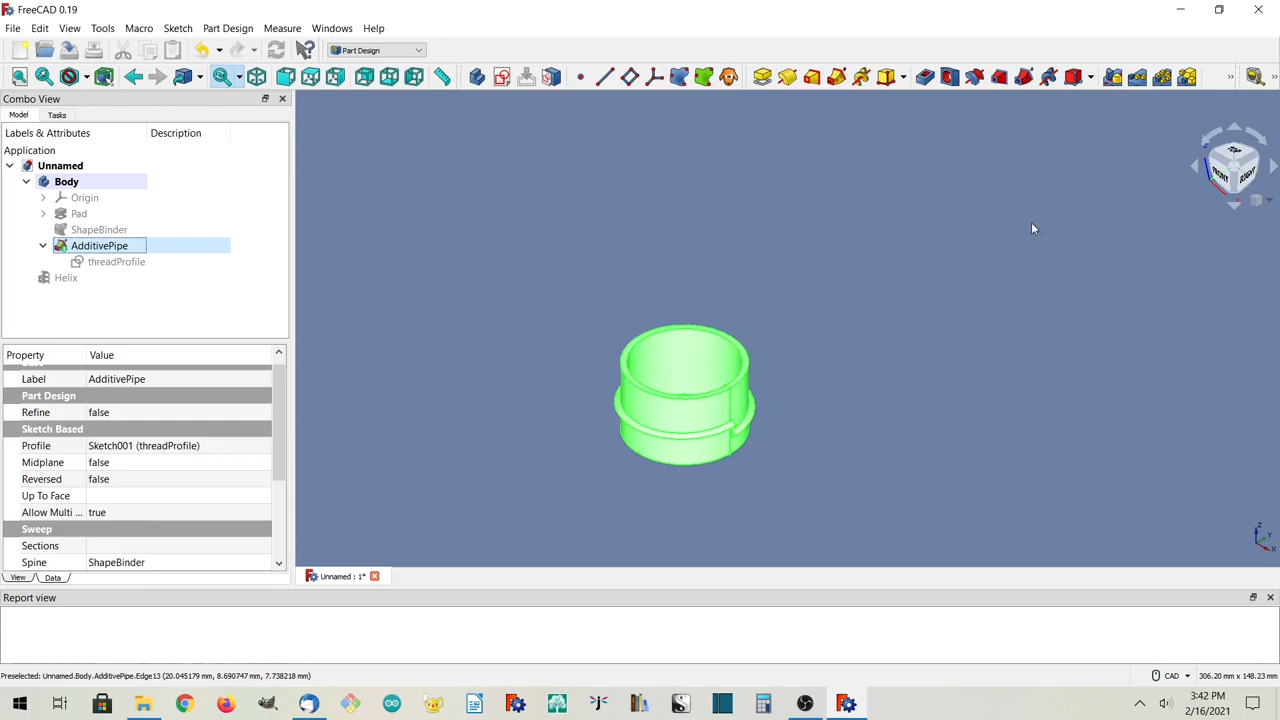 FreeCAD 0.19
File Edit View Tools Macro Sketch Part Design Measure Windows Help
Part Design
Combo View
Model Tasks
Labels & Attributes Description
Application
Unnamed
Body
Origin
Pad
ShapeBinder
AdditivePipe
threadProfile
Helix
FRONT RIGHT
Property Value
Label AdditivePipe
Part Design
Refine false
Sketch Based
Profile Sketch001 (threadProfile)
Midplane false
Reversed false
Up To Face
Allow Multi ... true
Sweep
Sections
Spine ShapeBinder
View Data
Unnamed : 1*
Report view
Preselected: Unnamed.Body.AdditivePipe.Edge13 (20.045179 mm, 8.690747 mm, 7.738218 mm)
CAD 306.20 mm x 148.23 mm
3:42 PM
2/16/2021